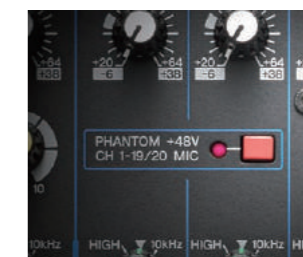 +20 +64 +20 +64
-6 +38 -6 +38
PHANTOM +48V
CH 1-19/20 MIC
10
10kHz HIGH 10kHz HIGH 10kHz